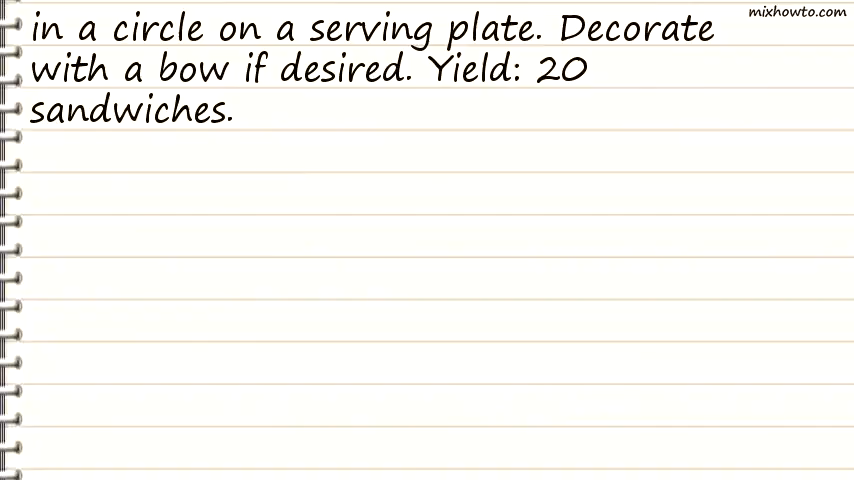 mixhowto.com
in a circle on a serving plate. Decorate
with a bow if desired. Yield: 20
sandwiches.